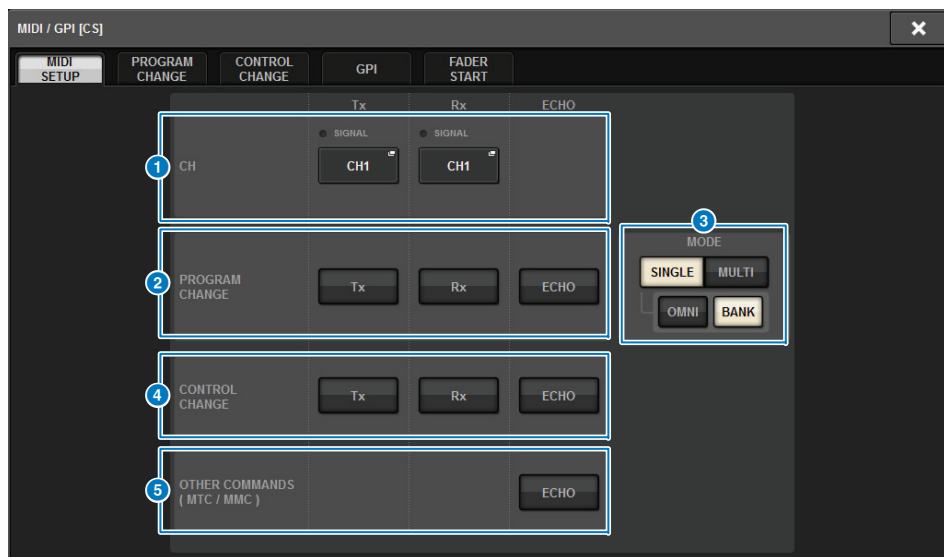 MIDI / GPI [CS]
MIDI SETUP
PROGRAM CHANGE
CONTROL CHANGE
GPI
FADER START
Tx Rx ECHO
1
CH
SIGNAL
CH1
SIGNAL
CH1
2
PROGRAM CHANGE
Tx
Rx
ECHO
3
MODE
SINGLE MULTI
OMNI BANK
4
CONTROL CHANGE
Tx
Rx
ECHO
5
OTHER COMMANDS
( MTC / MMC )
ECHO